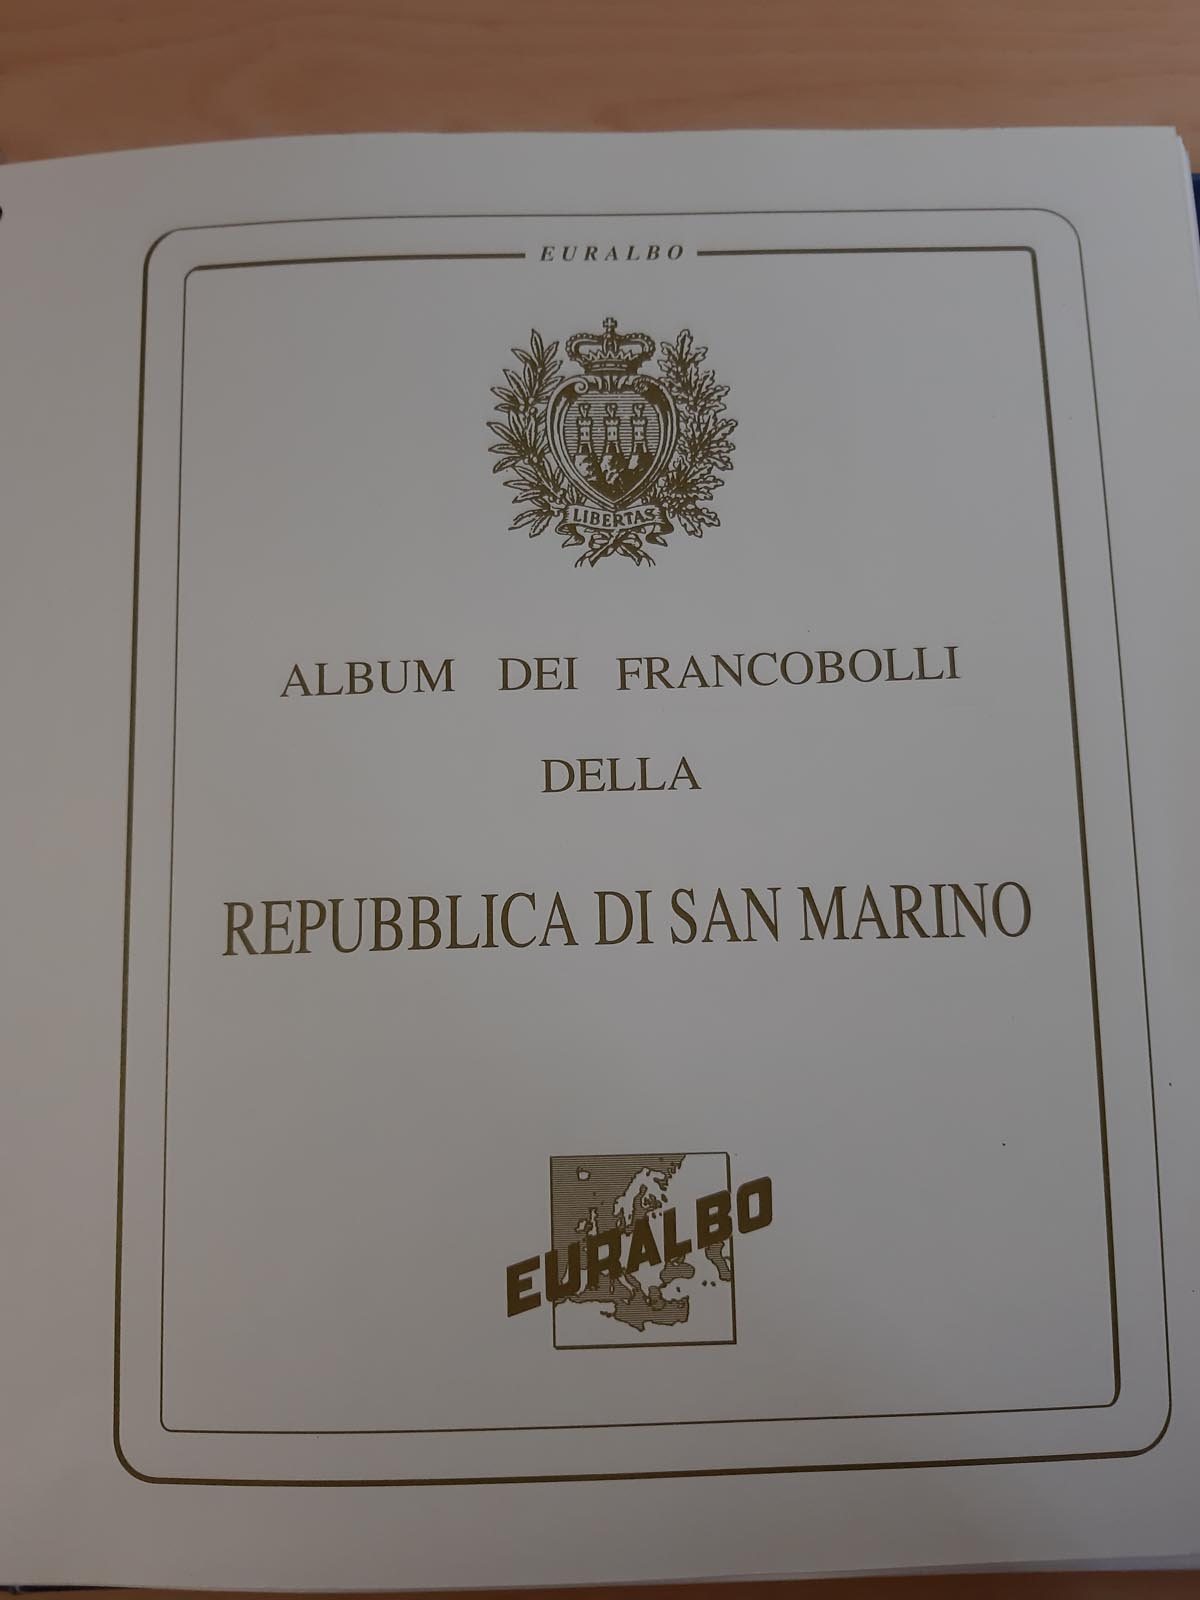 EURALBO
LIBERTAS
ALBUM DEI FRANCOBOLLI
DELLA
REPUBBLICA DI SAN MARINO
EURALBO